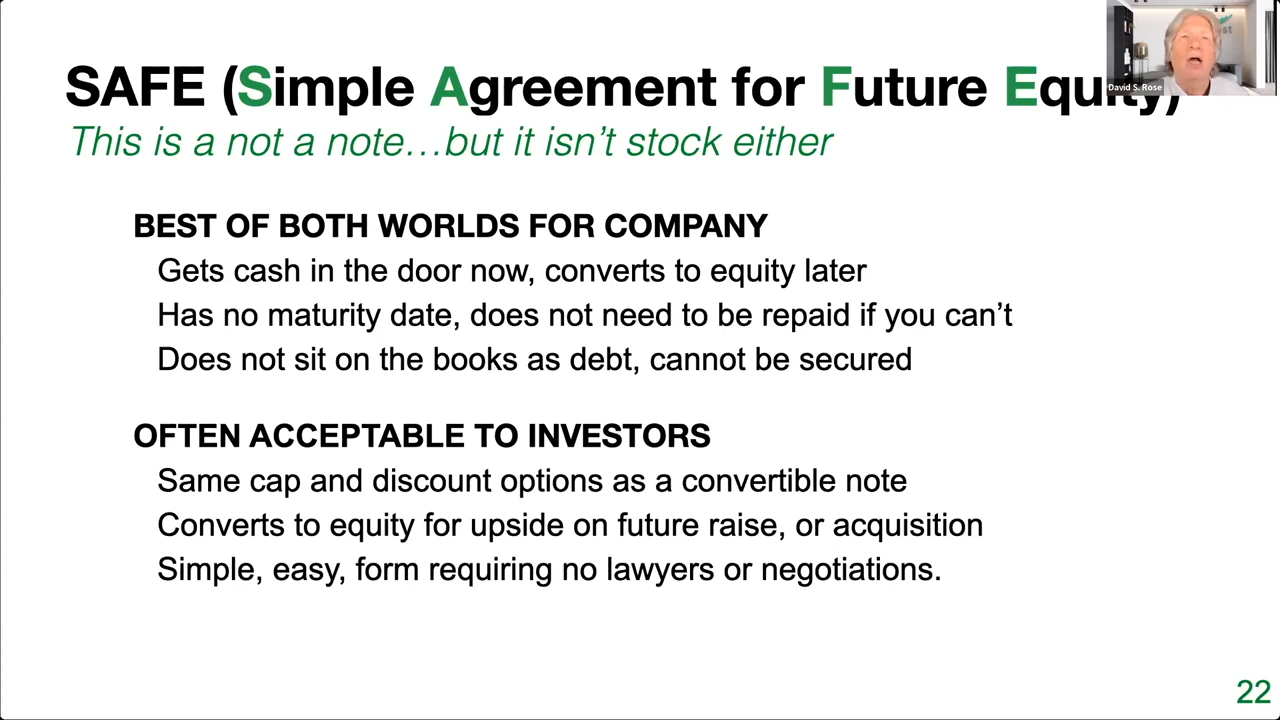 SAFE (Simple Agreement for Future Equity)
This is a not a note…but it isn’t stock either
BEST OF BOTH WORLDS FOR COMPANY
Gets cash in the door now, converts to equity later
Has no maturity date, does not need to be repaid if you can’t
Does not sit on the books as debt, cannot be secured
OFTEN ACCEPTABLE TO INVESTORS
Same cap and discount options as a convertible note
Converts to equity for upside on future raise, or acquisition
Simple, easy, form requiring no lawyers or negotiations.
David S. Rose
22